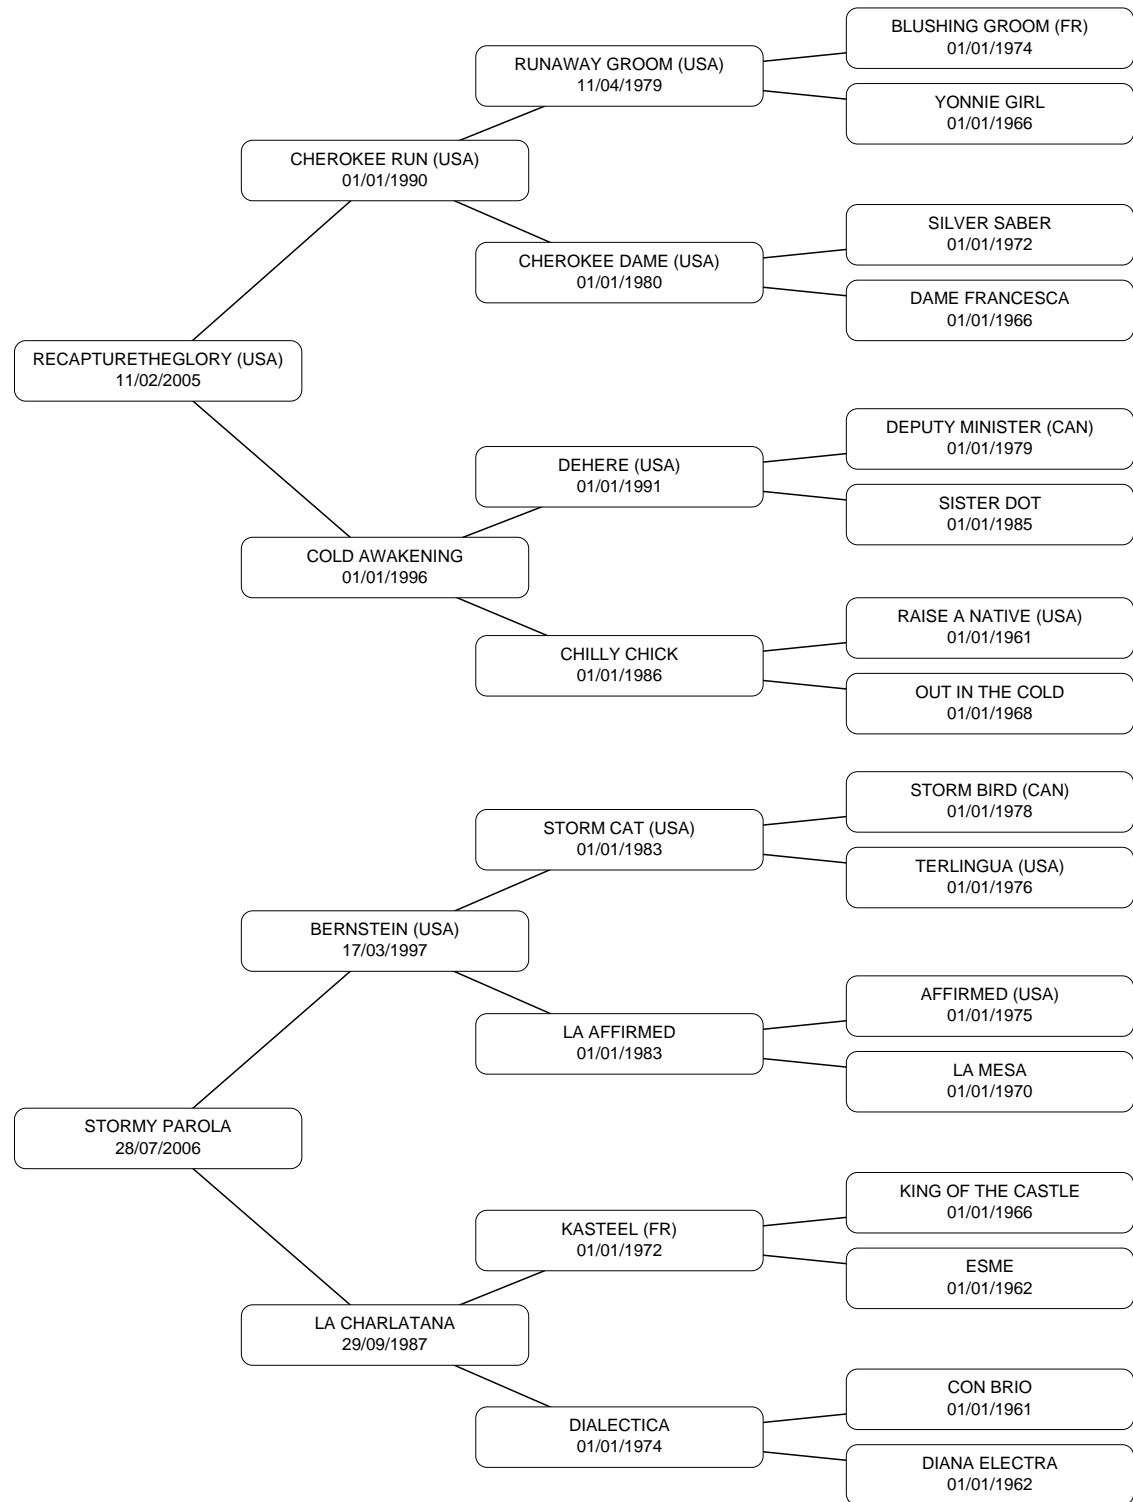 BLUSHING GROOM (FR)
01/01/1974
RUNAWAY GROOM (USA)
11/04/1979
YONNIE GIRL
01/01/1966
CHEROKEE RUN (USA)
01/01/1990
SILVER SABER
01/01/1972
CHEROKEE DAME (USA)
01/01/1980
DAME FRANCESCA
01/01/1966
RECAPTURETHEGLORY (USA)
11/02/2005
DEPUTY MINISTER (CAN)
01/01/1979
DEHERE (USA)
01/01/1991
SISTER DOT
01/01/1985
COLD AWAKENING
01/01/1996
RAISE A NATIVE (USA)
01/01/1961
CHILLY CHICK
01/01/1986
OUT IN THE COLD
01/01/1968
STORM BIRD (CAN)
01/01/1978
STORM CAT (USA)
01/01/1983
TERLINGUA (USA)
01/01/1976
BERNSTEIN (USA)
17/03/1997
AFFIRMED (USA)
01/01/1975
LA AFFIRMED
01/01/1983
LA MESA
01/01/1970
STORMY PAROLA
28/07/2006
KING OF THE CASTLE
01/01/1966
KASTEEL (FR)
01/01/1972
ESME
01/01/1962
LA CHARLATANA
29/09/1987
CON BRIO
01/01/1961
DIALECTICA
01/01/1974
DIANA ELECTRA
01/01/1962